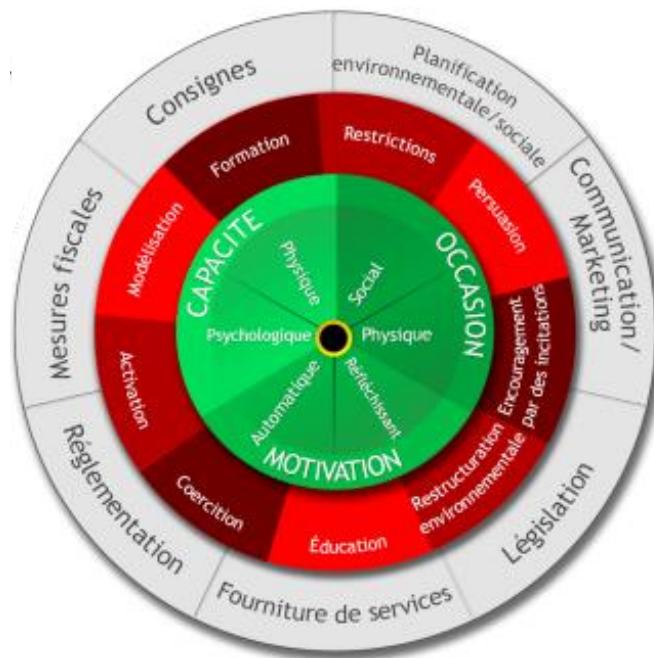 Consignes
Planification
environnementale/sociale
Communication/
Marketing
Législation
Fourniture de services
Réglementation
Mesures fiscales
Formation
Restrictions
Persuasion
Encouragement
par des incitations
Restructuration
environnementale
Éducation
Coercition
Activation
Modélisation
CAPACITE
OCCASION
MOTIVATION
Physique
Social
Physique
Réfléchissant
Automatique
Psychologique